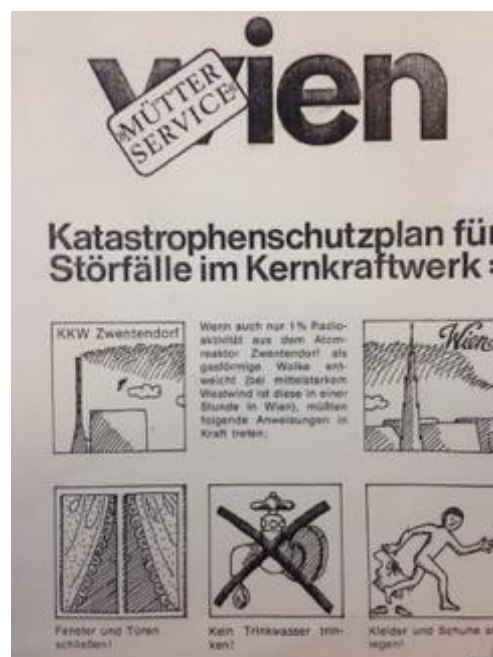 wien
»MÜTTER
SERVICE«
Katastrophenschutzplan für
Störfälle im Kernkraftwerk
KKW Zwentendorf
Wenn auch nur 1% Radio-
aktivität aus dem Atom-
reaktor Zwentendorf als
gasförmige Wolke ent-
weicht (bei mittelstarkem
Westwind ist diese in einer
Stunde in Wien), müßten
folgende Anweisungen in
Kraft treten:
Wien
Fenster und Türen
schließen!
Kein Trinkwasser trin-
ken!
Kleider und Schuhe a
legen!